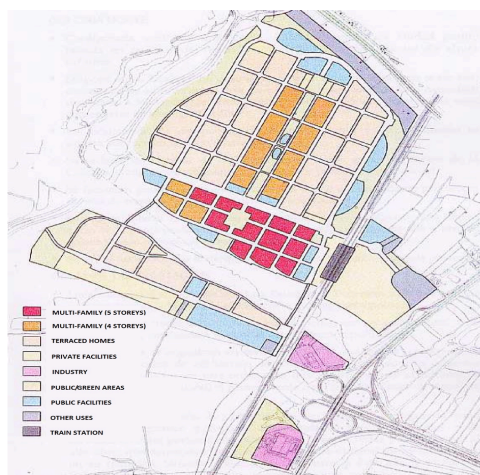 MULTI-FAMILY (5 STOREYS)
MULTI-FAMILY (4 STOREYS)
TERRACED HOMES
PRIVATE FACILITIES
INDUSTRY
PUBLIC/GREEN AREAS
PUBLIC FACILITIES
OTHER USES
TRAIN STATION